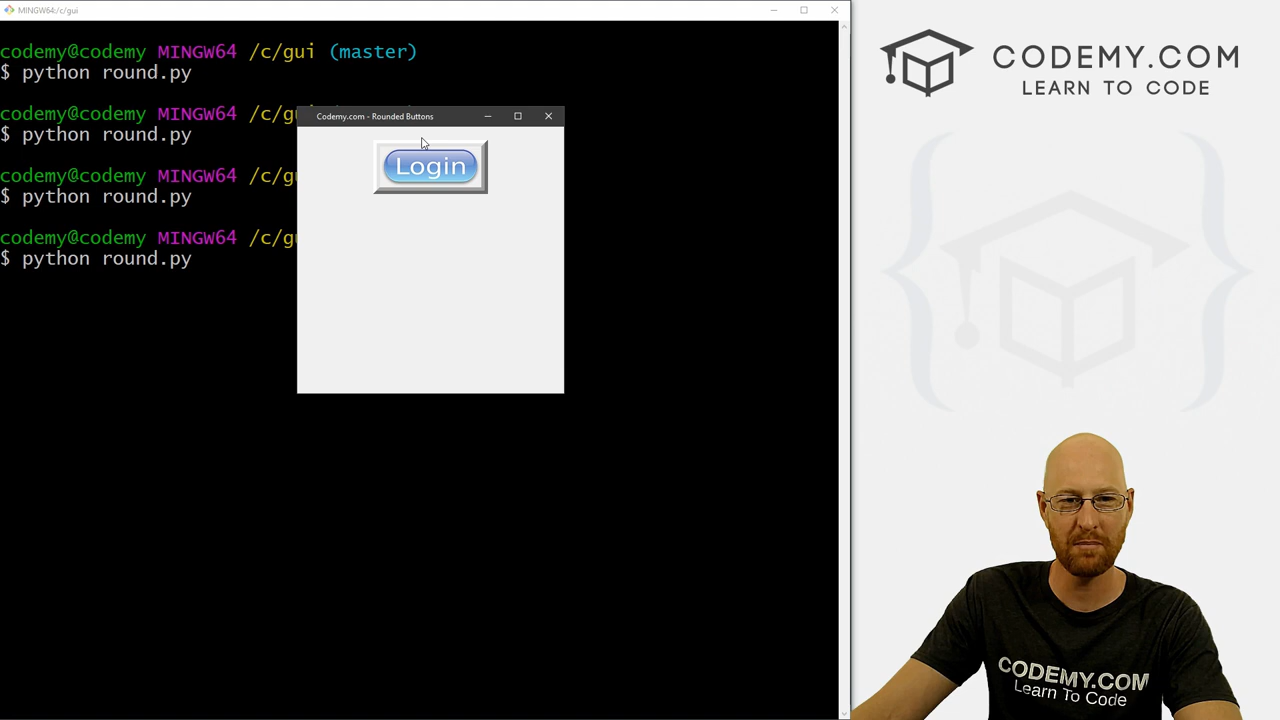 MINGW64:/c/gui
codemy@codemy MINGW64 /c/gui (master)
$ python round.py
codemy@codemy MINGW64 /c/gu
$ python round.py
codemy@codemy MINGW64 /c/gu
$ python round.py
codemy@codemy MINGW64 /c/gu
$ python round.py
Codemy.com - Rounded Buttons
Login
CODEMY.COM
LEARN TO CODE
CODEMY.COM
Learn To Code